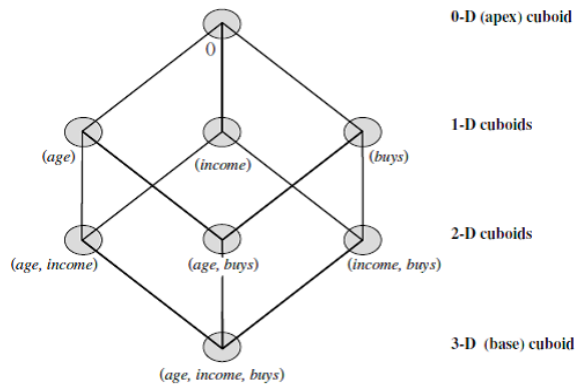 0-D (apex) cuboid
0
1-D cuboids
(age)
(income)
(buys)
2-D cuboids
(age, income)
(age, buys)
(income, buys)
3-D (base) cuboid
(age, income, buys)